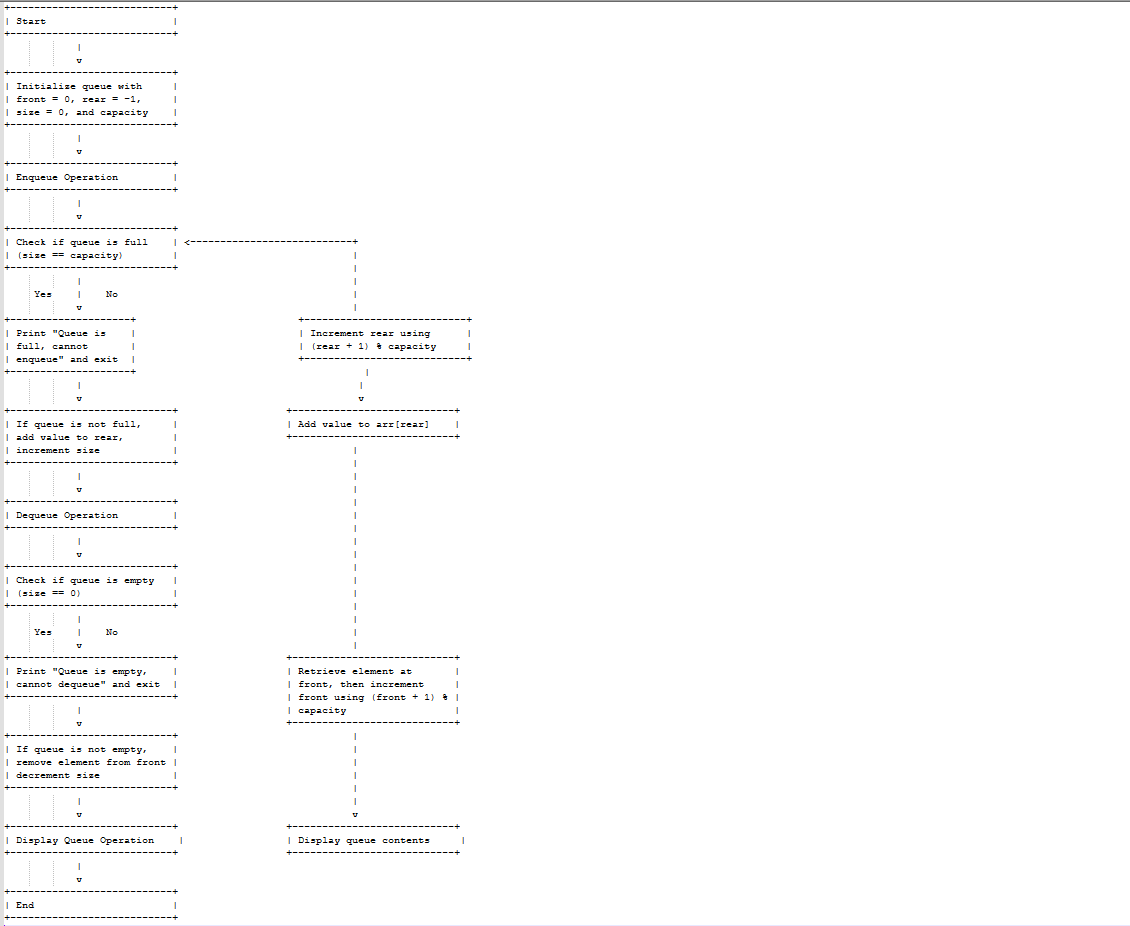 Start
Initialize queue with
front = 0, rear = -1,
size = 0, and capacity
Enqueue Operation
Check if queue is full
(size == capacity)
Yes | No
Print "Queue is
full, cannot
enqueue" and exit
Increment rear using
(rear + 1) % capacity
If queue is not full,
add value to rear,
increment size
Add value to arr[rear]
Dequeue Operation
Check if queue is empty
(size == 0)
Yes | No
Print "Queue is empty,
cannot dequeue" and exit
Retrieve element at
front, then increment
front using (front + 1) %
capacity
If queue is not empty,
remove element from front
decrement size
Display Queue Operation
Display queue contents
End